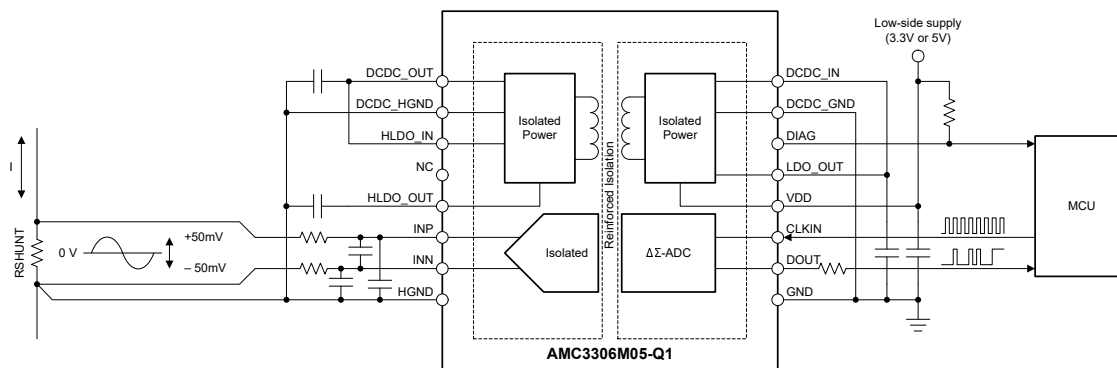 Low-side supply
(3.3V or 5V)
DCDC_OUT
DCDC_HGND
HLDO_IN
NC
HLDO_OUT
INP
INN
HGND
Isolated
Power
Isolated
Reinforced Isolation
Isolated
Power
ΔΣ-ADC
DCDC_IN
DCDC_GND
DIAG
LDO_OUT
VDD
CLKIN
DOUT
GND
MCU
I
RSHUNT
0 V
+50mV
– 50mV
AMC3306M05-Q1